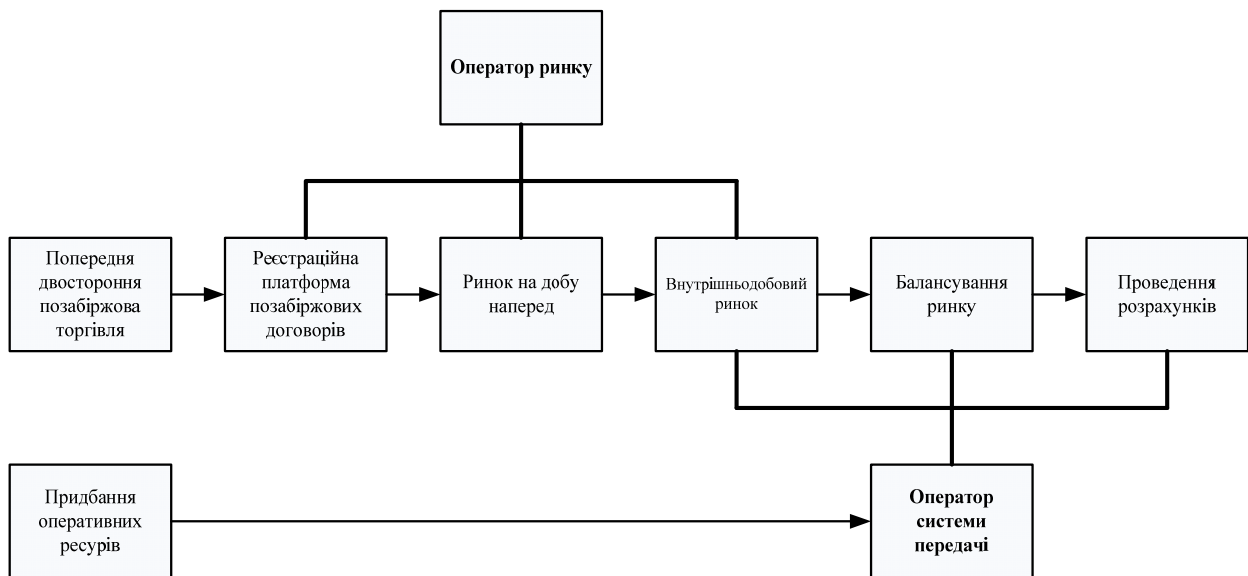 Оператор ринку
Попередня
двостороння
позабіржова
торгівля
Реєстраційна
платформа
позабіржових
договорів
Ринок на добу
наперед
Внутрішньодобовий
ринок
Балансування
ринку
Проведення
розрахунків
Придбання
оперативних
ресурів
Оператор
системи
передачі